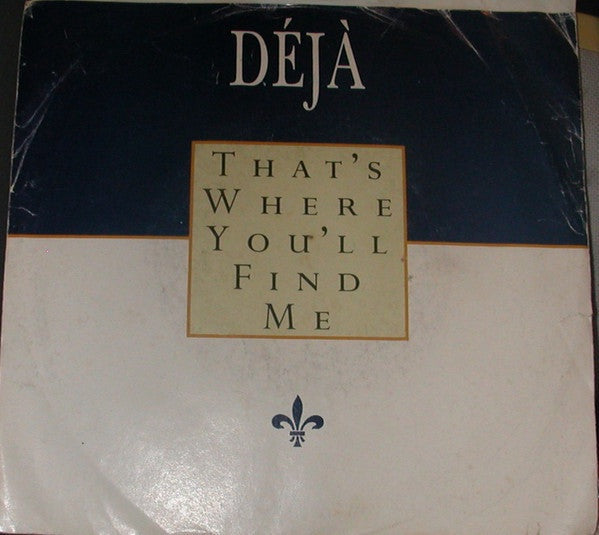 DÉJÀ
THAT'S
WHERE
YOU'LL
FIND
ME